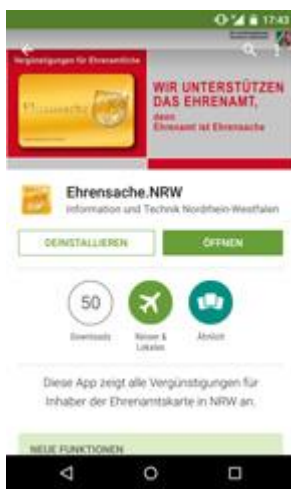 17:43
Vergünstigungen für Ehrenamtliche
WIR UNTERSTÜTZEN
DAS EHRENAMT,
denn
Ehrenamt ist Ehrensache
Ehrensache.NRW
Information und Technik Nordrhein-Westfalen
DEINSTALLIEREN
ÖFFNEN
50
Downloads
Reisen &
Lokales
Ähnlich
Diese App zeigt alle Vergünstigungen für
Inhaber der Ehrenamtskarte in NRW an.
NEUE FUNKTIONEN